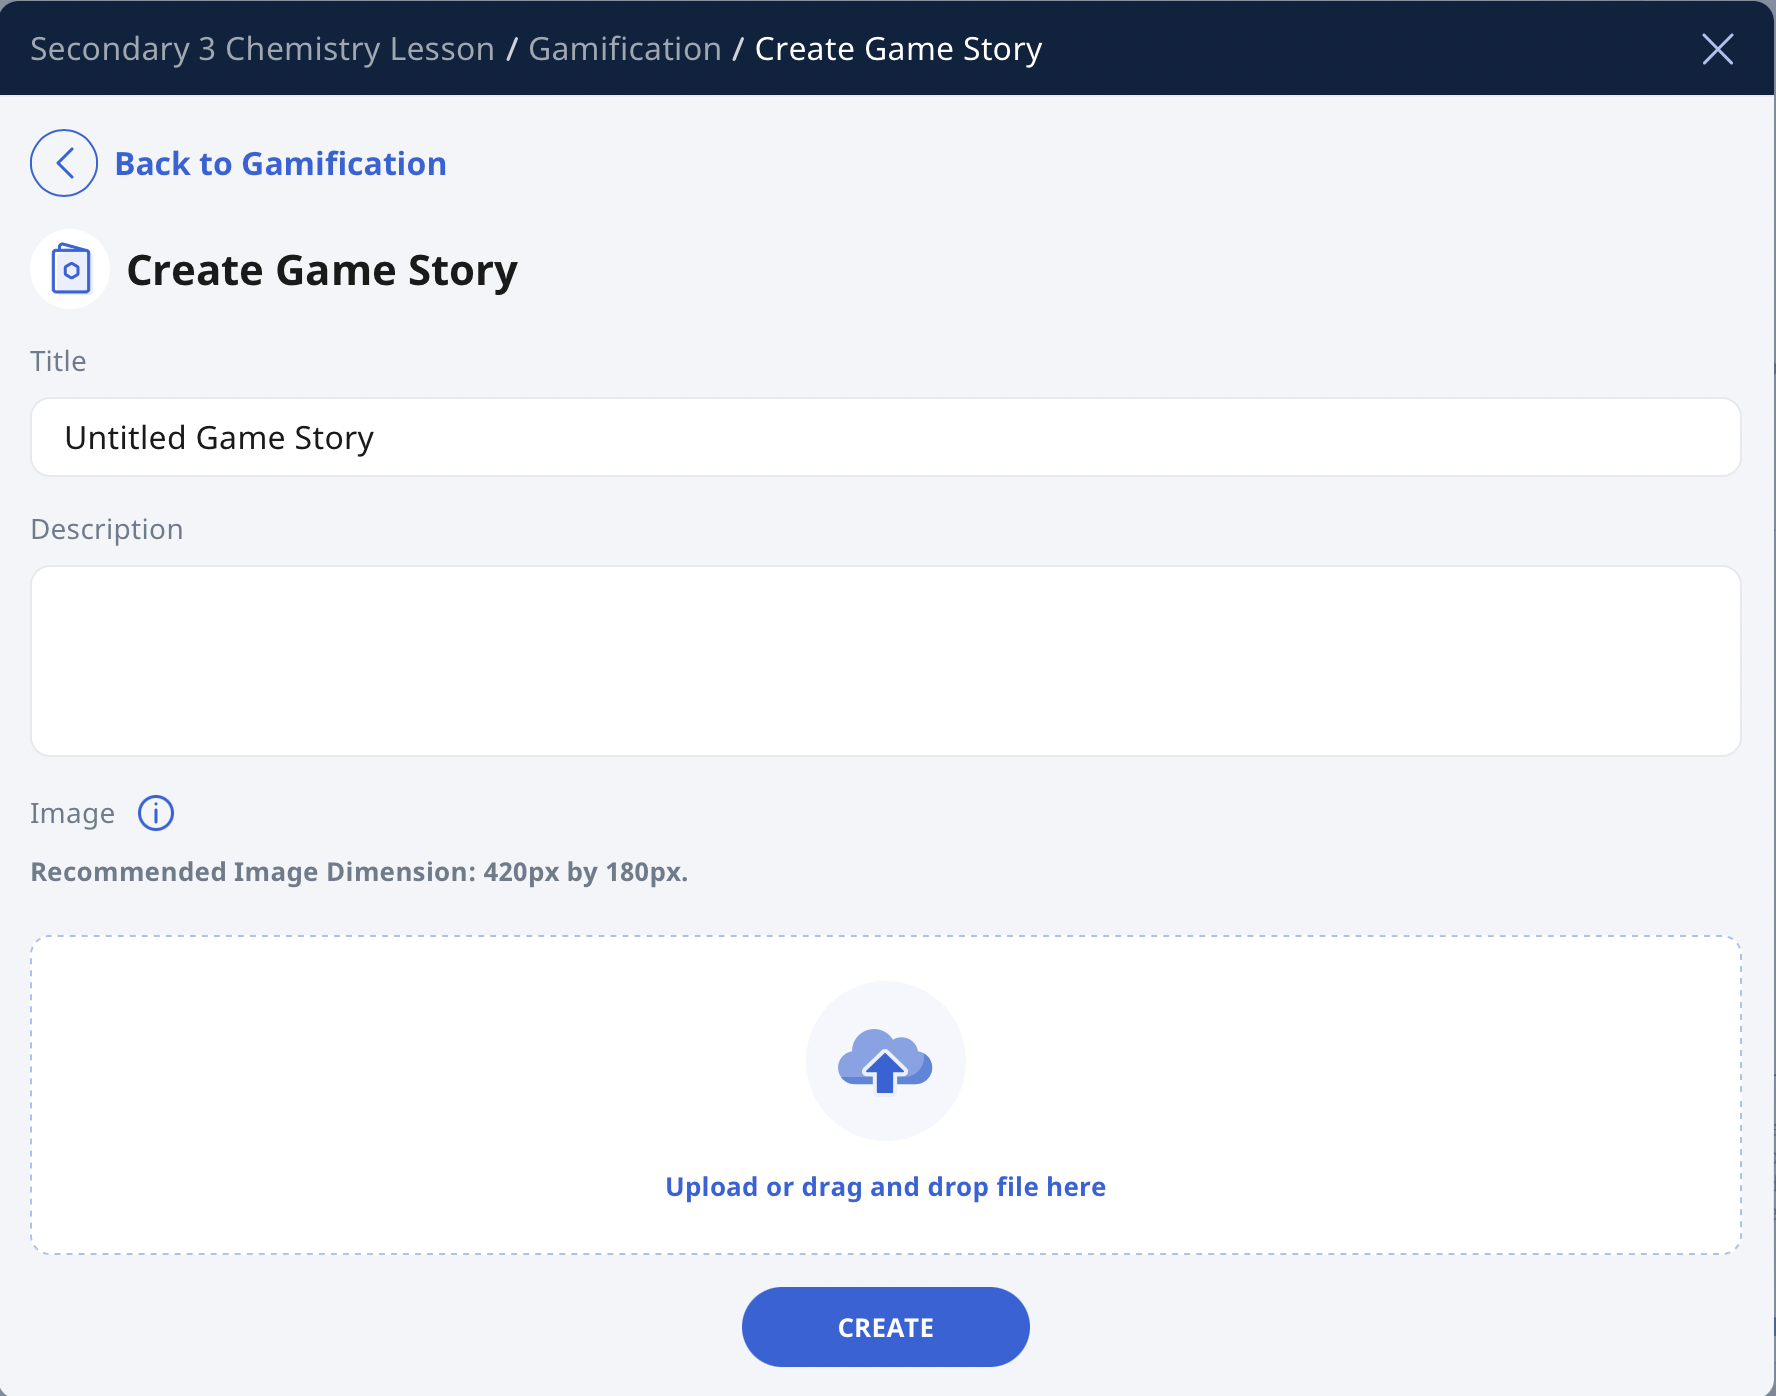 Secondary 3 Chemistry Lesson / Gamification / Create Game Story
Back to Gamification
Create Game Story
Title
Untitled Game Story
Description
Image
Recommended Image Dimension: 420px by 180px.
Upload or drag and drop file here
CREATE